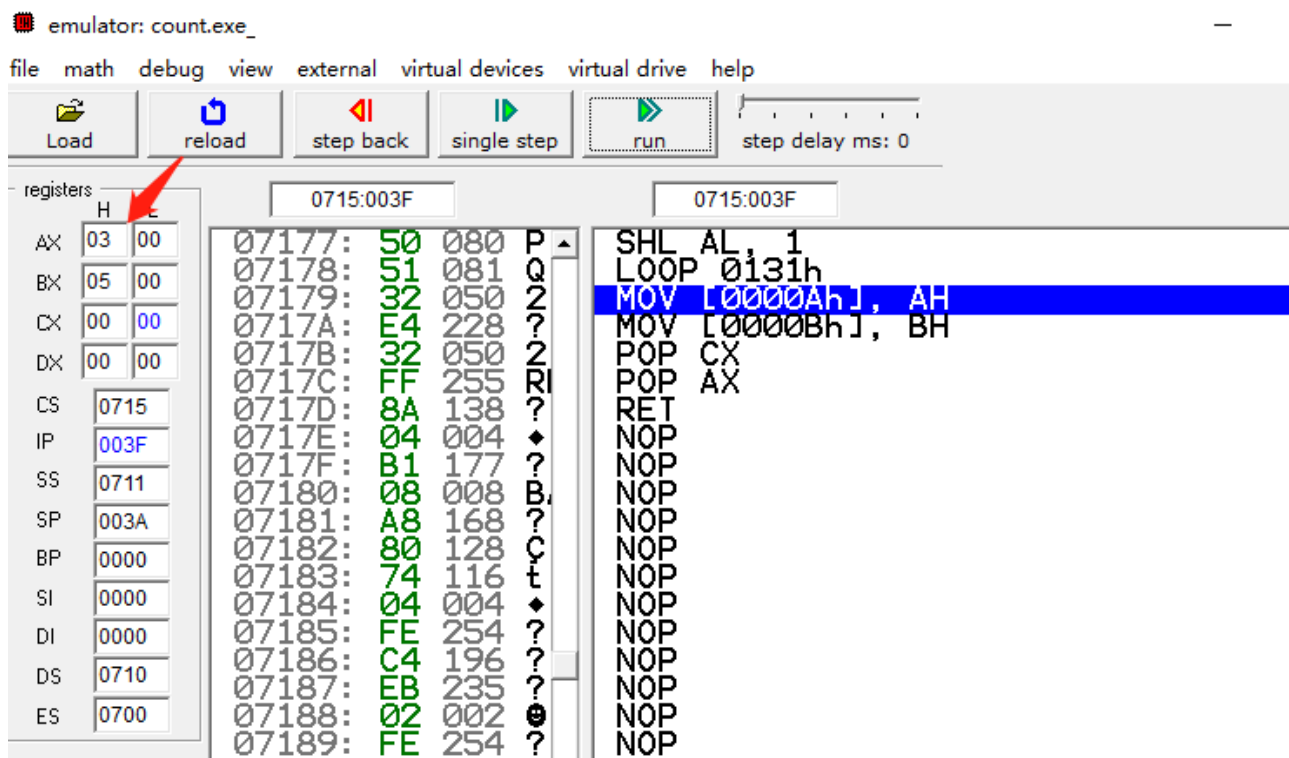 emulator: count.exe_
file math debug view external virtual devices virtual drive help
Load reload step back single step run step delay ms: 0
registers
H
0715:003F 0715:003F
AX 03 00
BX 05 00
CX 00 00
DX 00 00
CS 0715
IP 003F
SS 0711
SP 003A
BP 0000
SI 0000
DI 0000
DS 0710
ES 0700
07177: 50 080 P
07178: 51 081 Q
07179: 32 050 2
0717A: E4 228 ?
0717B: 32 050 2
0717C: FF 255 R
0717D: 8A 138 ?
0717E: 04 004 ♦
0717F: B1 177 ?
07180: 08 008 B
07181: A8 168 ?
07182: 80 128 Ç
07183: 74 116 t
07184: 04 004 ♦
07185: FE 254 ?
07186: C4 196 ?
07187: EB 235 ?
07188: 02 002 ☻
07189: FE 254 ?
SHL AL, 1
LOOP 0131h
MOV [0000Ah], AH
MOV [0000Bh], BH
POP CX
POP AX
RET
NOP
NOP
NOP
NOP
NOP
NOP
NOP
NOP
NOP
NOP
NOP
NOP